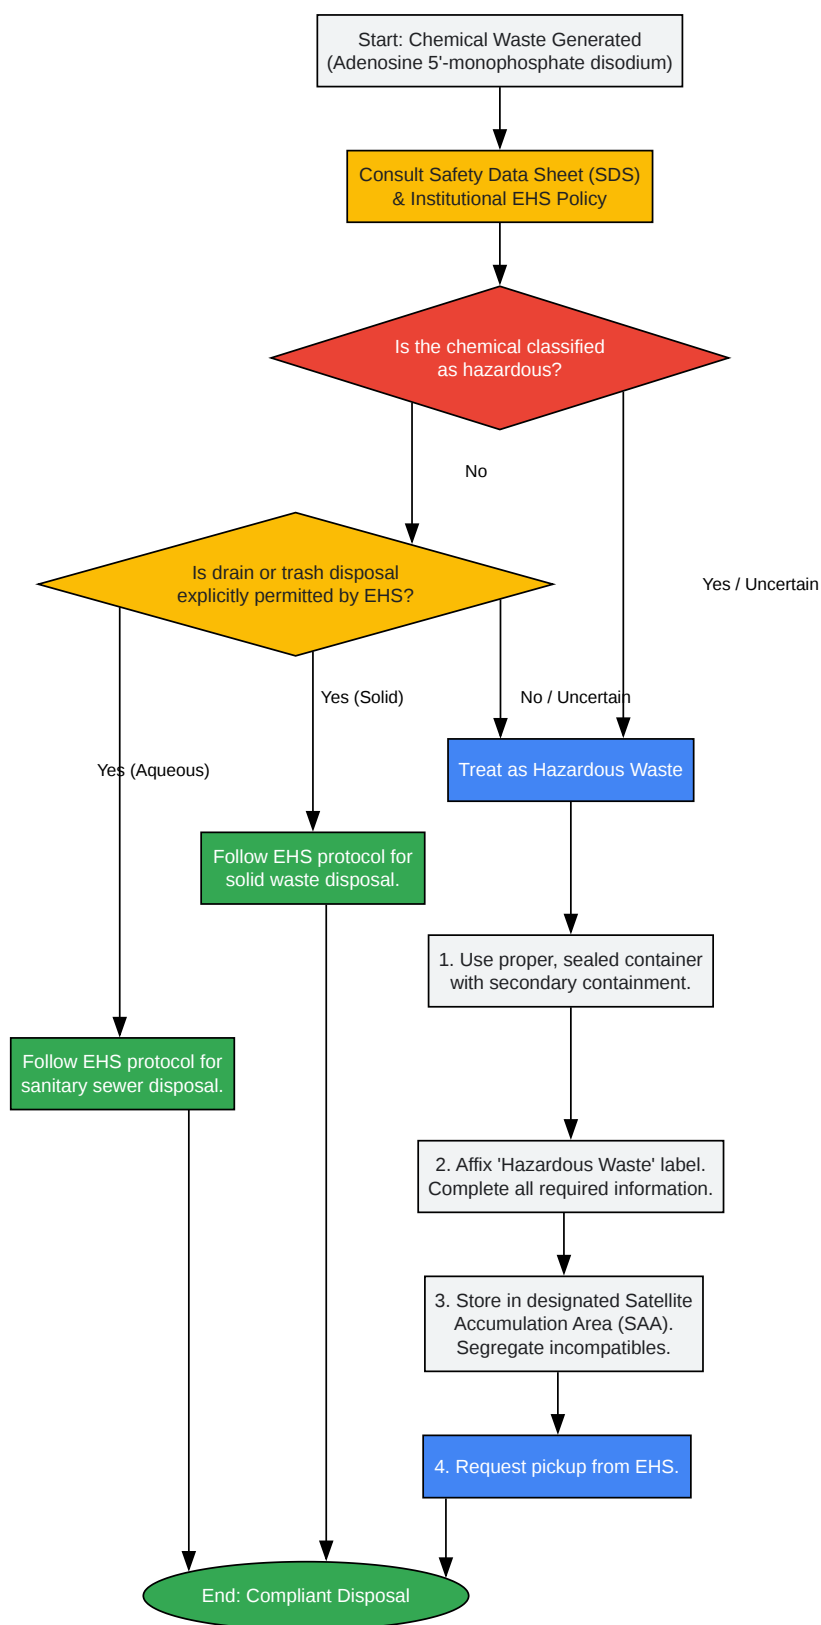 Start: Chemical Waste Generated
(Adenosine 5'-monophosphate disodium)
Consult Safety Data Sheet (SDS)
& Institutional EHS Policy
Is the chemical classified
as hazardous?
No
Is drain or trash disposal
explicitly permitted by EHS?
Yes / Uncertain
Yes (Solid)
No / Uncertain
Yes (Aqueous)
Treat as Hazardous Waste
Follow EHS protocol for
solid waste disposal.
1. Use proper, sealed container
with secondary containment.
Follow EHS protocol for
sanitary sewer disposal.
2. Affix 'Hazardous Waste' label.
Complete all required information.
3. Store in designated Satellite
Accumulation Area (SAA).
Segregate incompatibles.
4. Request pickup from EHS.
End: Compliant Disposal